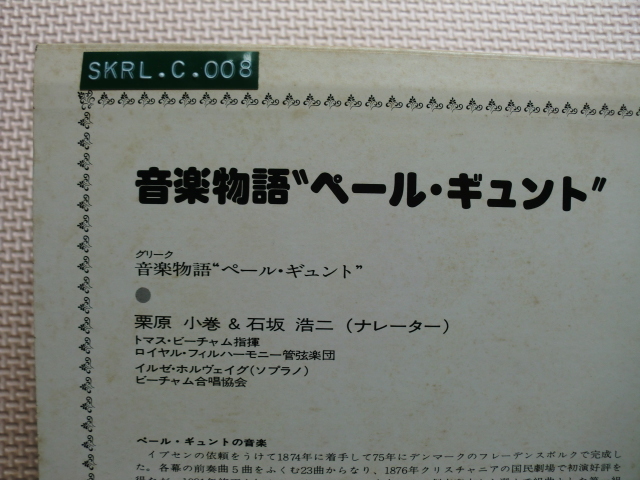 SKRL.C.008
音楽物語“ペール・ギュント”
グリーク
音楽物語“ペール・ギュント”
栗原 小巻 & 石坂 浩二 (ナレーター)
トマス・ビーチャム指揮
ロイヤル・フィルハーモニー管弦楽団
イルゼ・ホルヴェイグ(ソプラノ)
ビーチャム合唱協会
ペール・ギュントの音楽
イプセンの依頼をうけて1874年に着手して75年にデンマークのフレーデンスボルクで完成し
た。各幕の前奏曲5曲をふくむ23曲からなり、1876年クリスチャニアの国民劇場で初演好評を